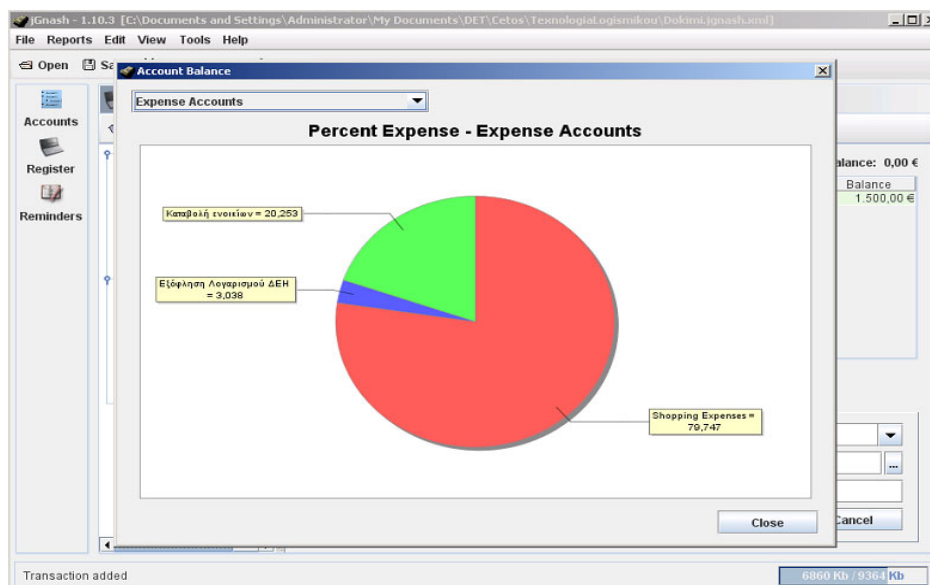 jGnash - 1.10.3 [C:\Documents and Settings\Administrator\My Documents\DET\Cetos\TexnologiaLogismikou\Dokimi.jgnash.xml]
File Reports Edit View Tools Help
Open
Account Balance
Accounts
Register
Reminders
Expense Accounts
Percent Expense - Expense Accounts
Καταβολή ενοικίων = 20,253
Εξόφληση Λογαρισμού ΔΕΗ
= 3,038
Shopping Expenses =
79,747
alance: 0,00 €
Balance
1.500,00 €
...
Close
Cancel
Transaction added
6860 Kb / 9364 Kb